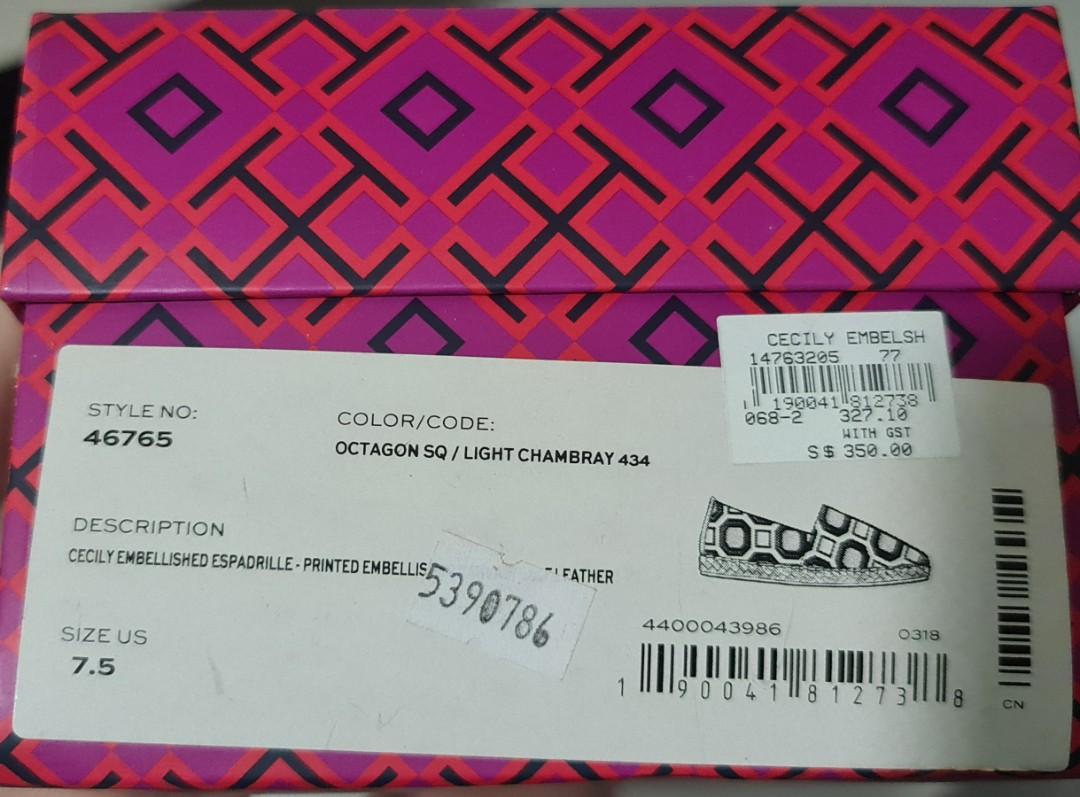 CECILY EMBELSH
14763205 77
190041 812738
068-2 327.10
WITH GST
S$ 350.00
STYLE NO:
46765
COLOR/CODE:
OCTAGON SQ / LIGHT CHAMBRAY 434
DESCRIPTION
CECILY EMBELLISHED ESPADRILLE - PRINTED EMBELLIS LEATHER
5390786
SIZE US
7.5
4400043986 0318
1 90041 81273 8
CN